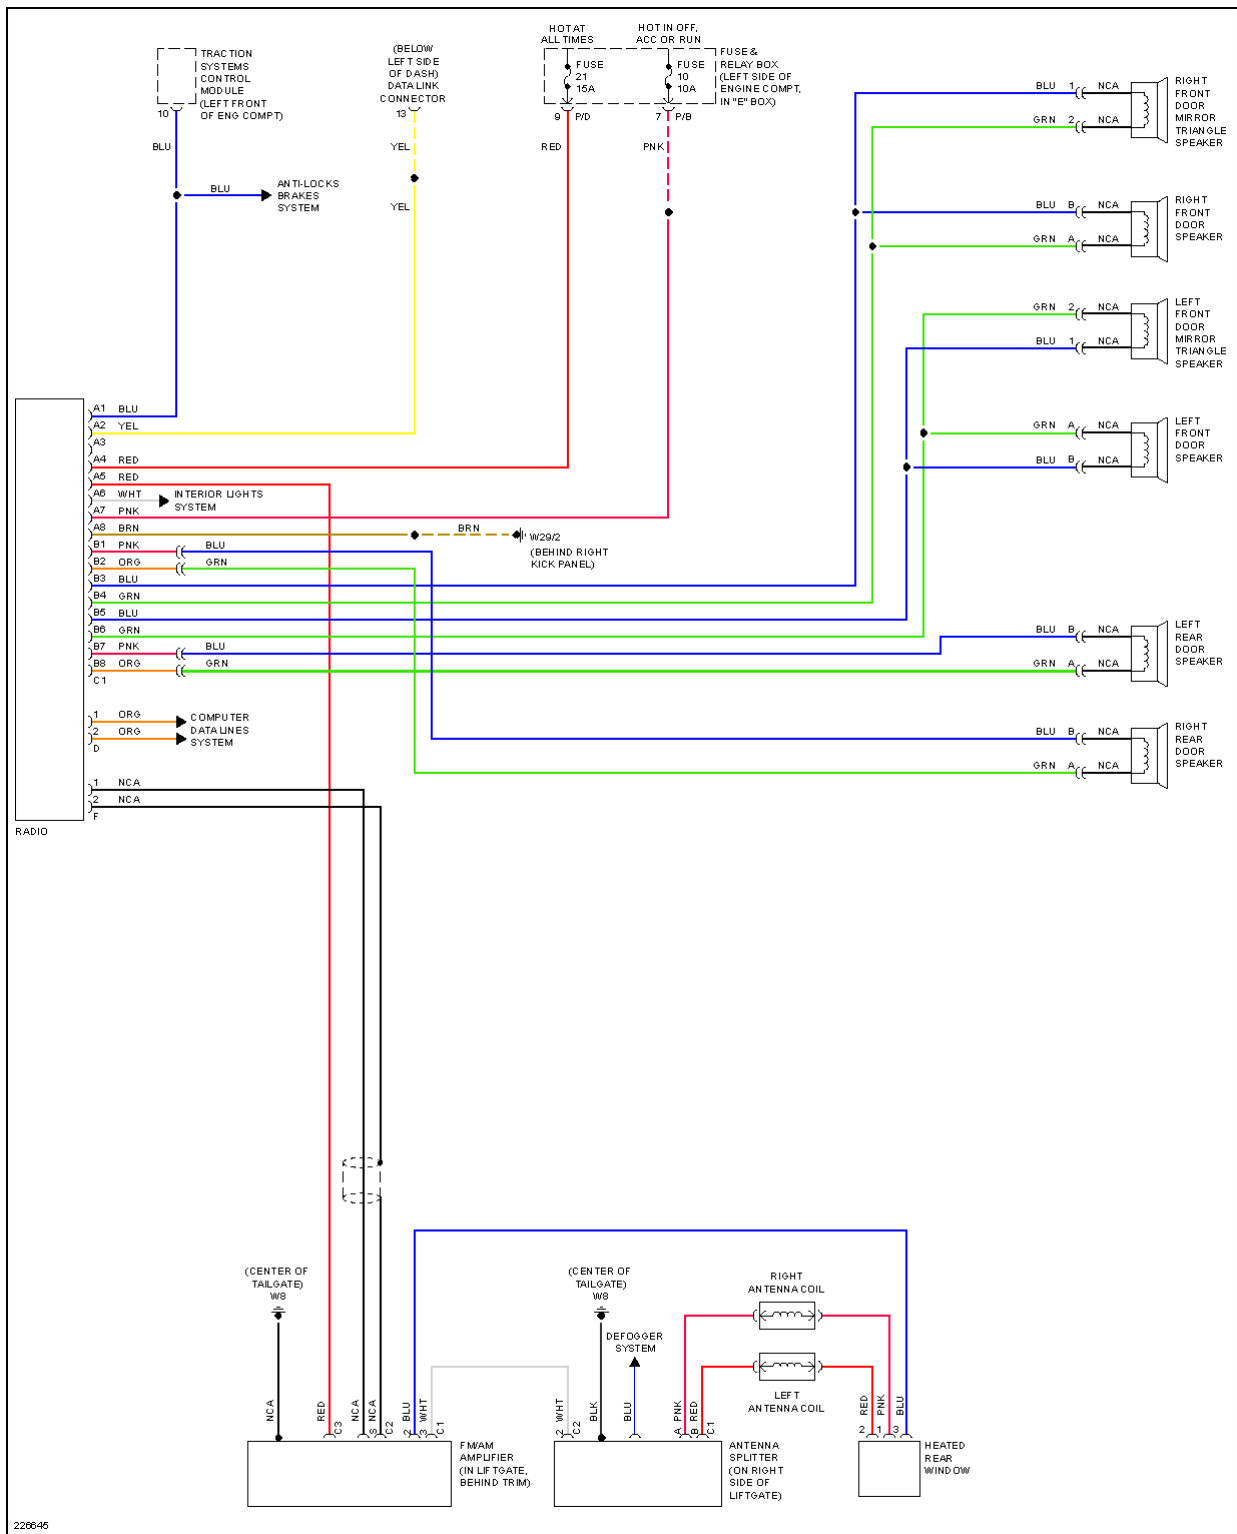 HOT AT
ALL TIMES
HOT IN OFF,
ACC OR RUN
TRACTION
SYSTEMS
CONTROL
MODULE
(LEFT FRONT
OF ENG COMPT)
10
BLU
BLU
ANTI-LOCKS
BRAKES
SYSTEM
(BELOW
LEFT SIDE
OF DASH)
DATA LINK
CONNECTOR
13
YEL
YEL
FUSE
21
15A
FUSE
10
10A
FUSE &
RELAY BOX
(LEFT SIDE OF
ENGINE COMPT,
IN "E" BOX)
9 P/D
7 P/B
RED
PNK
BLU 1 NCA
GRN 2 NCA
RIGHT
FRONT
DOOR
MIRROR
TRIANGLE
SPEAKER
BLU B NCA
GRN A NCA
RIGHT
FRONT
DOOR
SPEAKER
GRN 2 NCA
BLU 1 NCA
LEFT
FRONT
DOOR
MIRROR
TRIANGLE
SPEAKER
GRN A NCA
BLU B NCA
LEFT
FRONT
DOOR
SPEAKER
A1 BLU
A2 YEL
A3
A4 RED
A5 RED
A6 WHT
INTERIOR LIGHTS
SYSTEM
A7 PNK
A8 BRN
BRN
W29/2
(BEHIND RIGHT
KICK PANEL)
B1 PNK BLU
B2 ORG GRN
B3 BLU
B4 GRN
B5 BLU
B6 GRN
B7 PNK BLU
B8 ORG GRN
C1
1 ORG
2 ORG
D
COMPUTER
DATA LINES
SYSTEM
1 NCA
2 NCA
F
RADIO
BLU B NCA
GRN A NCA
LEFT
REAR
DOOR
SPEAKER
BLU B NCA
GRN A NCA
RIGHT
REAR
DOOR
SPEAKER
(CENTER OF
TAILGATE)
W8
(CENTER OF
TAILGATE)
W8
DEFOGGER
SYSTEM
RIGHT
ANTENNA COIL
LEFT
ANTENNA COIL
NCA
RED
C3
NCA
S NCA
C2
2 BLU
3 WHT
C1
2 WHT
C2
BLK
BLU
A PNK
B RED
C1
2 RED
1 PNK
3 BLU
FM/AM
AMPLIFIER
(IN LIFTGATE,
BEHIND TRIM)
ANTENNA
SPLITTER
(ON RIGHT
SIDE OF
LIFTGATE)
HEATED
REAR
WINDOW
226645